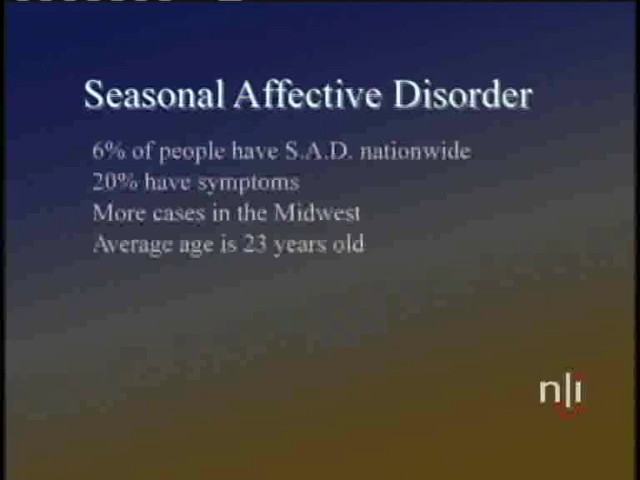 Seasonal Affective Disorder
6% of people have S.A.D. nationwide
20% have symptoms
More cases in the Midwest
Average age is 23 years old
nli